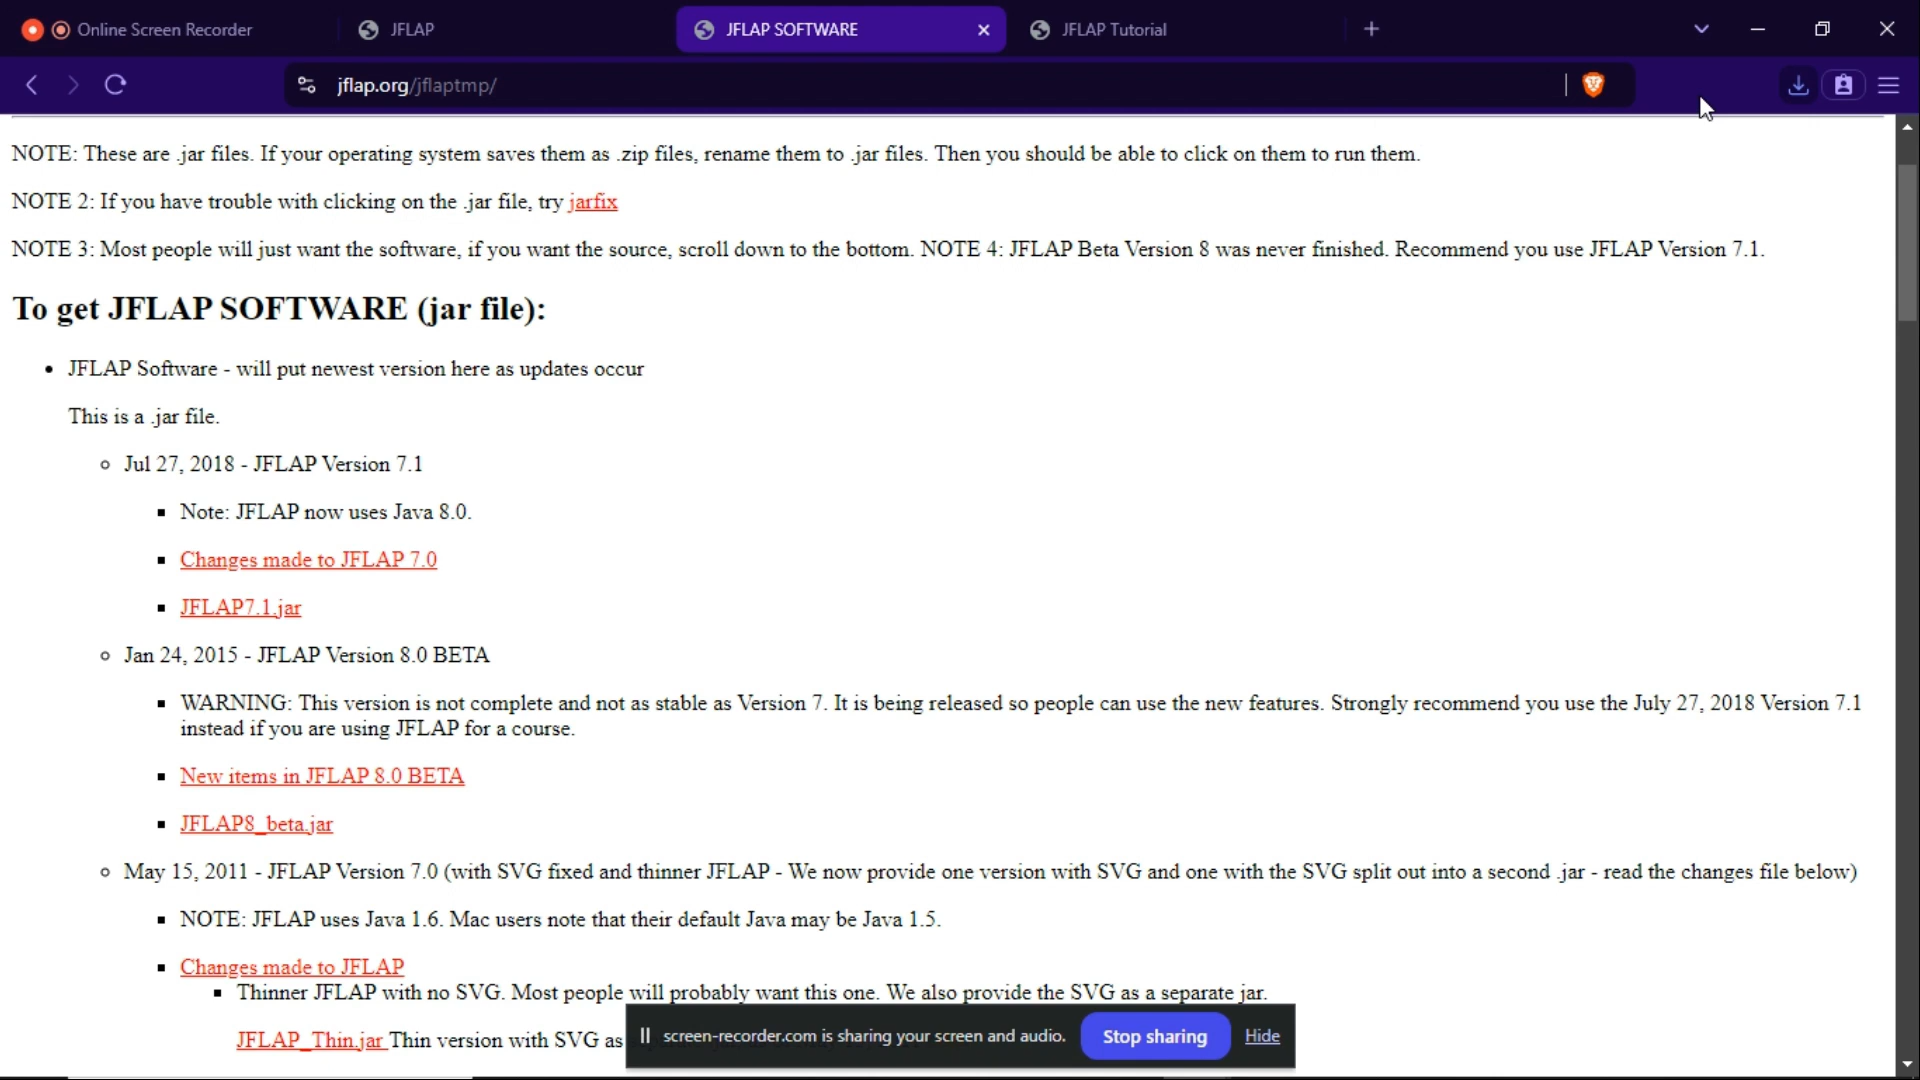 Online Screen Recorder
JFLAP
JFLAP SOFTWARE
JFLAP Tutorial
jflap.org/jflaptmp/
NOTE: These are .jar files. If your operating system saves them as .zip files, rename them to .jar files. Then you should be able to click on them to run them.
NOTE 2: If you have trouble with clicking on the .jar file, try jarfix
NOTE 3: Most people will just want the software, if you want the source, scroll down to the bottom. NOTE 4: JFLAP Beta Version 8 was never finished. Recommend you use JFLAP Version 7.1.
To get JFLAP SOFTWARE (jar file):
JFLAP Software - will put newest version here as updates occur
This is a .jar file.
Jul 27, 2018 - JFLAP Version 7.1
Note: JFLAP now uses Java 8.0.
Changes made to JFLAP 7.0
JFLAP7.1.jar
Jan 24, 2015 - JFLAP Version 8.0 BETA
WARNING: This version is not complete and not as stable as Version 7. It is being released so people can use the new features. Strongly recommend you use the July 27, 2018 Version 7.1
instead if you are using JFLAP for a course.
New items in JFLAP 8.0 BETA
JFLAP8_beta.jar
May 15, 2011 - JFLAP Version 7.0 (with SVG fixed and thinner JFLAP - We now provide one version with SVG and one with the SVG split out into a second .jar - read the changes file below)
NOTE: JFLAP uses Java 1.6. Mac users note that their default Java may be Java 1.5.
Changes made to JFLAP
Thinner JFLAP with no SVG. Most people will probably want this one. We also provide the SVG as a separate jar.
JFLAP_Thin.jar Thin version with SVG as
screen-recorder.com is sharing your screen and audio.
Stop sharing
Hide